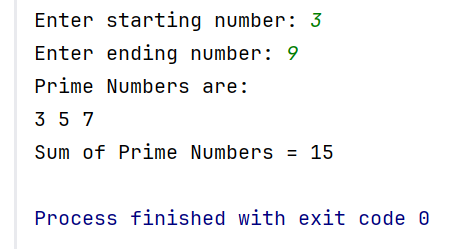 Enter starting number: 3
Enter ending number: 9
Prime Numbers are:
3 5 7
Sum of Prime Numbers = 15
Process finished with exit code 0